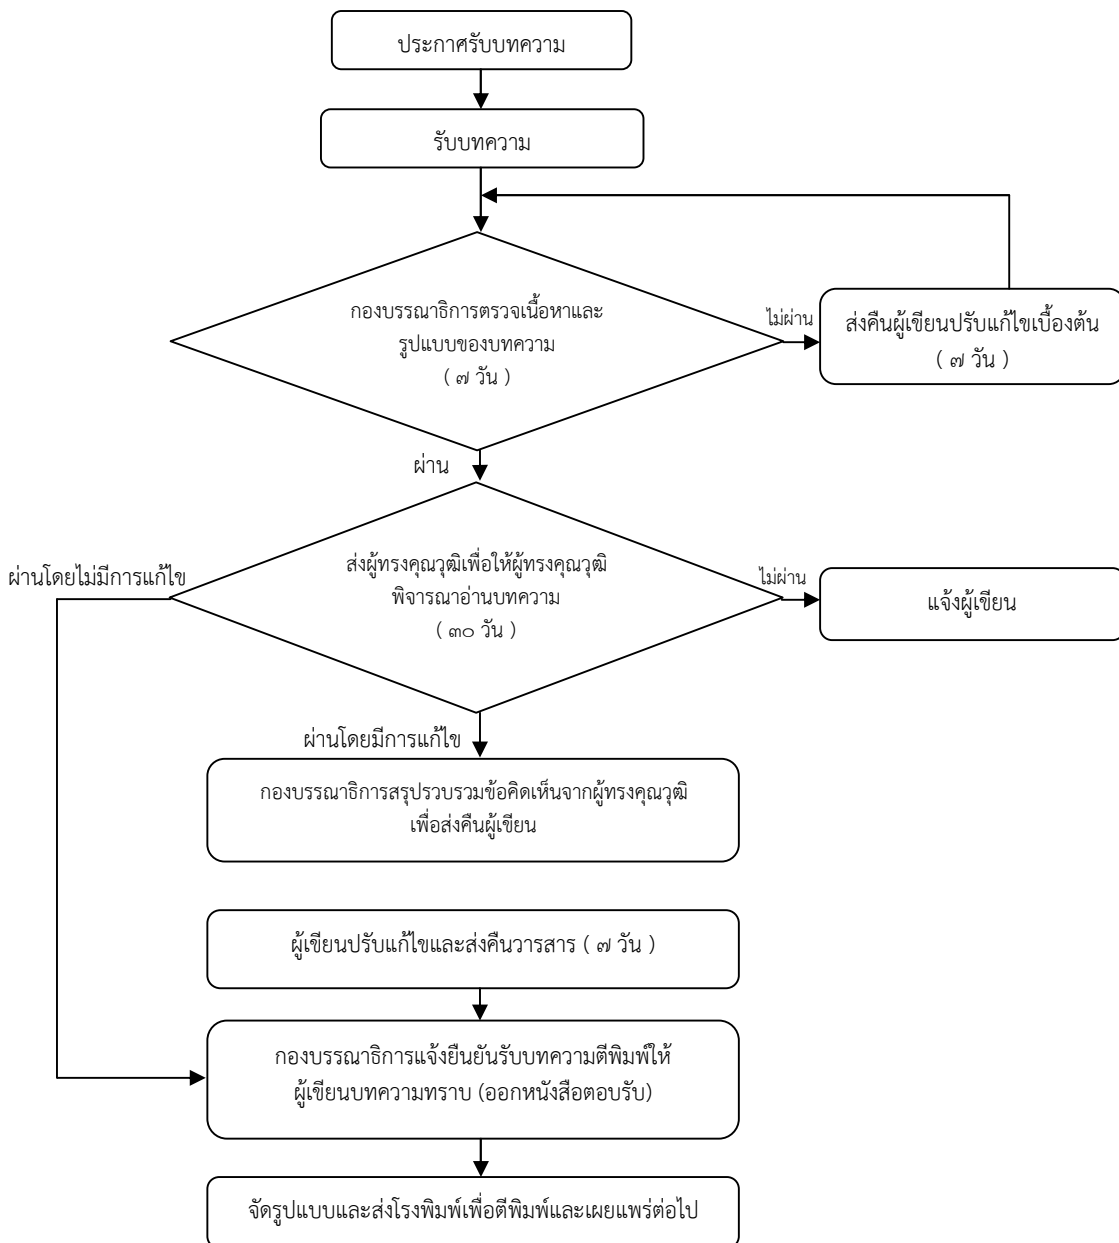 ประกาศรับบทความ
รับบทความ
กองบรรณาธิการตรวจเนื้อหาและ
รูปแบบของบทความ
( ๗ วัน )
ไม่ผ่าน
ส่งคืนผู้เขียนปรับแก้ไขเบื้องต้น
( ๗ วัน )
ผ่าน
ส่งผู้ทรงคุณวุฒิเพื่อให้ผู้ทรงคุณวุฒิ
พิจารณาอ่านบทความ
( ๓๐ วัน )
ผ่านโดยไม่มีการแก้ไข
ไม่ผ่าน
แจ้งผู้เขียน
ผ่านโดยมีการแก้ไข
กองบรรณาธิการสรุปรวบรวมข้อคิดเห็นจากผู้ทรงคุณวุฒิ
เพื่อส่งคืนผู้เขียน
ผู้เขียนปรับแก้ไขและส่งคืนวารสาร ( ๗ วัน )
กองบรรณาธิการแจ้งยืนยันรับบทความตีพิมพ์ให้
ผู้เขียนบทความทราบ (ออกหนังสือตอบรับ)
จัดรูปแบบและส่งโรงพิมพ์เพื่อตีพิมพ์และเผยแพร่ต่อไป